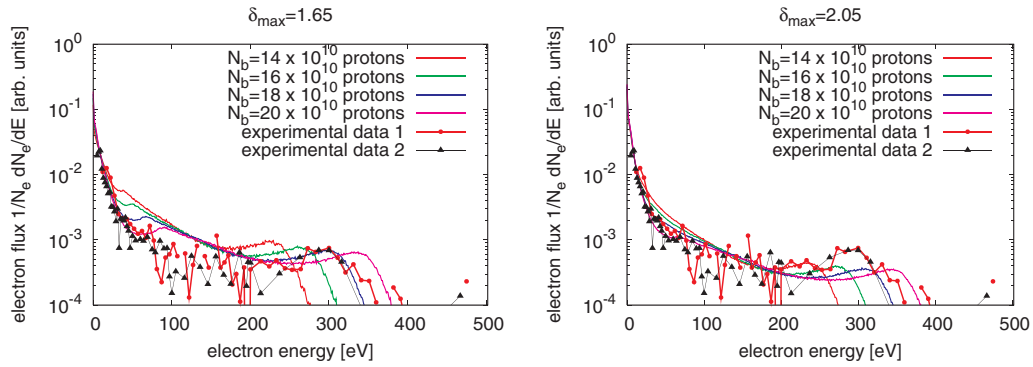 δmax=1.65
electron flux 1/Ne dNe/dE [arb. units]
10^0
10^-1
10^-2
10^-3
10^-4
Nb=14 x 10^10 protons
Nb=16 x 10^10 protons
Nb=18 x 10^10 protons
Nb=20 x 10^10 protons
experimental data 1
experimental data 2
0 100 200 300 400 500
electron energy [eV]
δmax=2.05
electron flux 1/Ne dNe/dE [arb. units]
10^0
10^-1
10^-2
10^-3
10^-4
Nb=14 x 10^10 protons
Nb=16 x 10^10 protons
Nb=18 x 10^10 protons
Nb=20 x 10^10 protons
experimental data 1
experimental data 2
0 100 200 300 400 500
electron energy [eV]